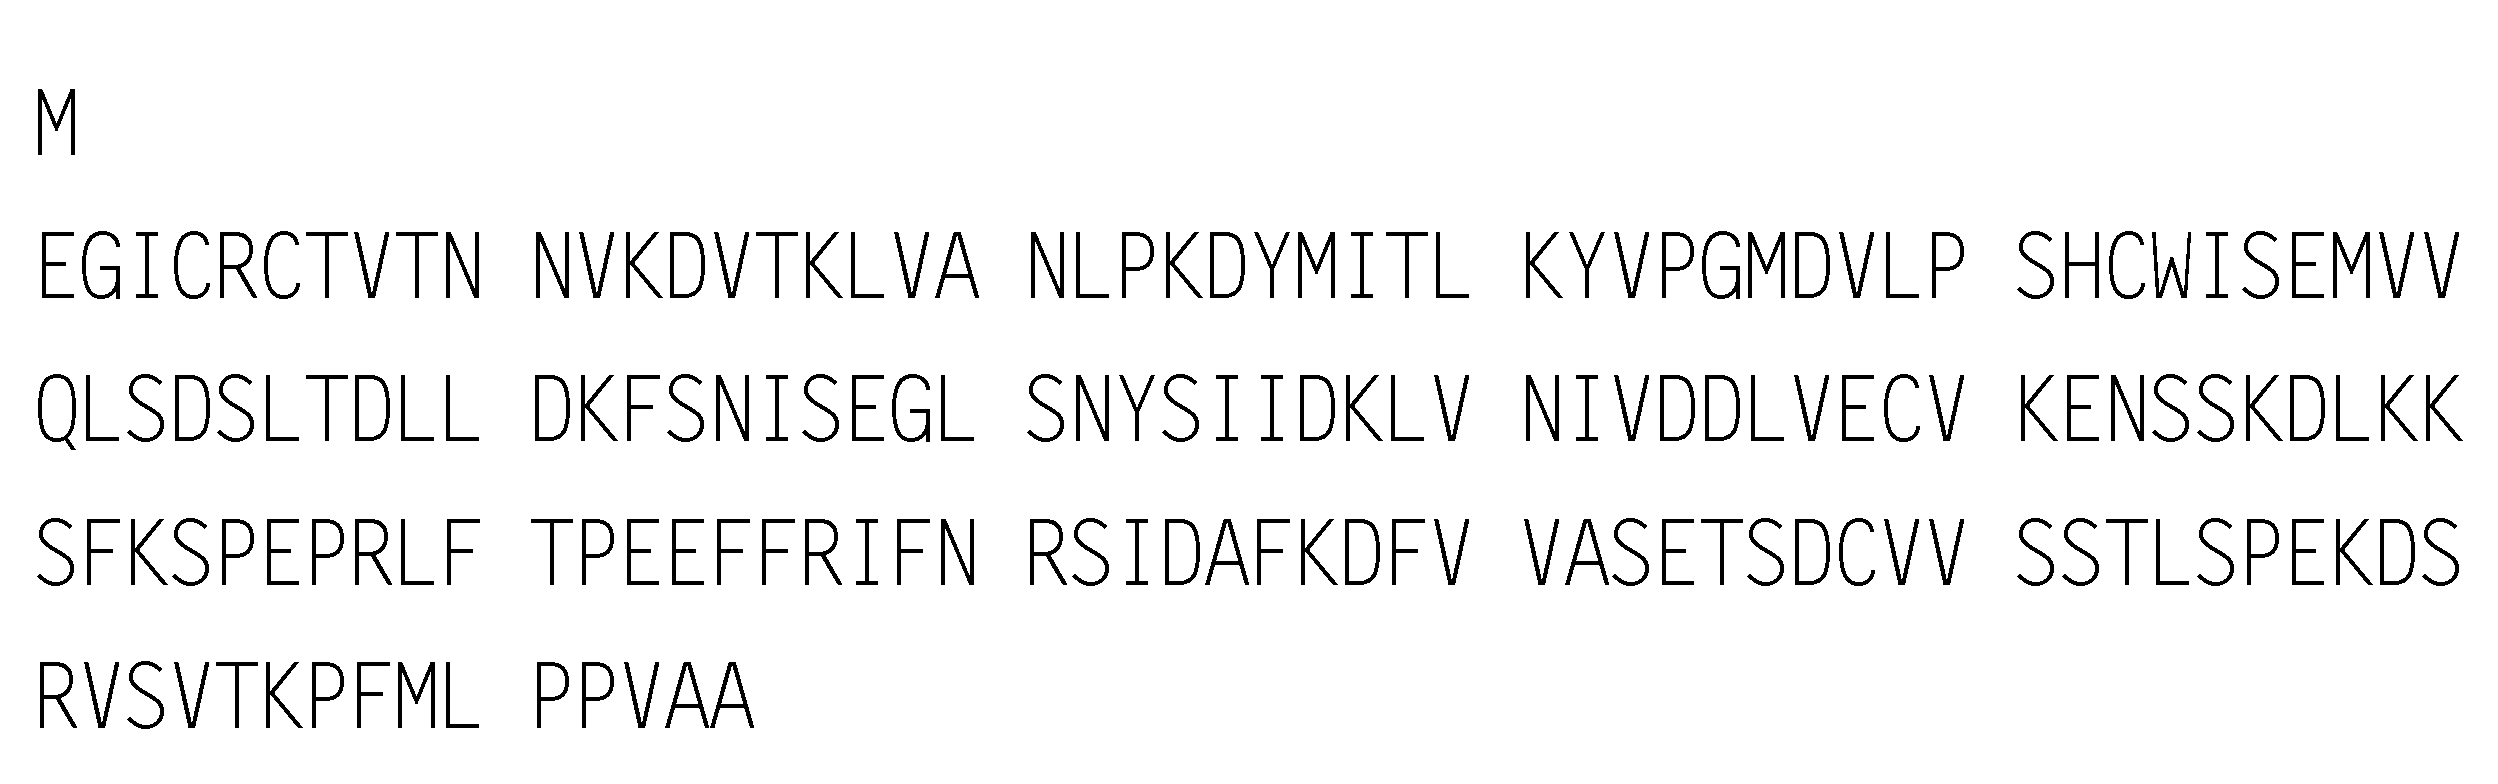 M
EGICRCTVTN NVKDVTKLVA NLPKDYMITL KYVPGMDVLP SHCWISEMVV
QLSDSLTDLL DKFSNISEGL SNYSIIDKLV NIVDDLVECV KENSSKDLKK
SFKSPEPRLF TPEEFFRIFN RSIDAFKDFV VASETSDCVV SSTLSPEKDS
RVSVTKPFML PPVAA